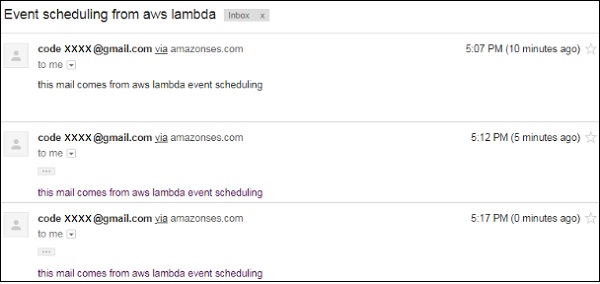 Event scheduling from aws lambda Inbox x
code XXXX@gmail.com via amazonses.com 5:07 PM (10 minutes ago)
to me
this mail comes from aws lambda event scheduling
code XXXX@gmail.com via amazonses.com 5:12 PM (5 minutes ago)
to me
...
this mail comes from aws lambda event scheduling
code XXXX@gmail.com via amazonses.com 5:17 PM (0 minutes ago)
to me
...
this mail comes from aws lambda event scheduling